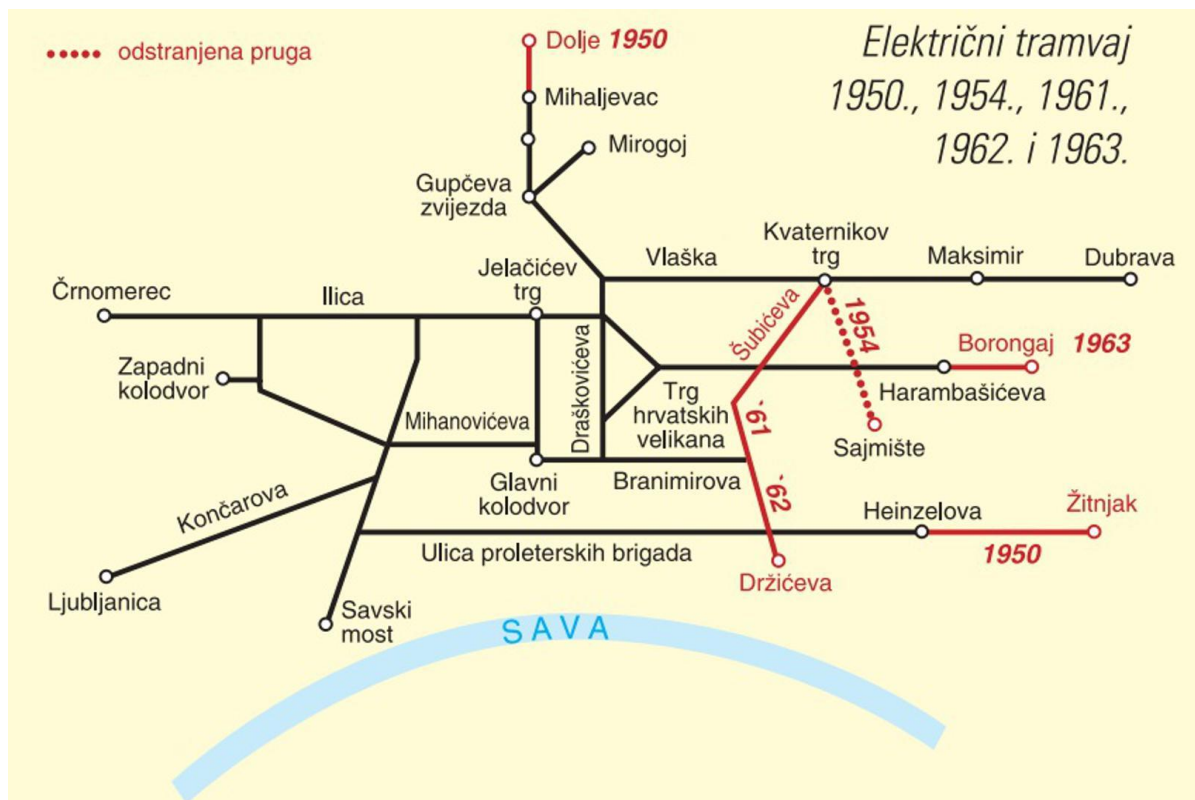 odstranjena pruga
Dolje 1950
Električni tramvaj
1950., 1954., 1961.,
1962. i 1963.
Mihaljevac
Mirogoj
Gupčeva
zvijezda
Kvaternikov
trg
Vlaška
Maksimir
Dubrava
Jelačićev
trg
Črnomerec
Ilica
Šubićeva
1954
Borongaj 1963
Zapadni
kolodvor
Draškovićeva
Trg
hrvatskih
velikana
Harambašićeva
Mihanovićeva
`61
Sajmište
Glavni
kolodvor
Branimirova
`62
Končarova
Heinzelova
Žitnjak
Ulica proleterskih brigada
1950
Držićeva
Ljubljanica
Savski
most
SAVA